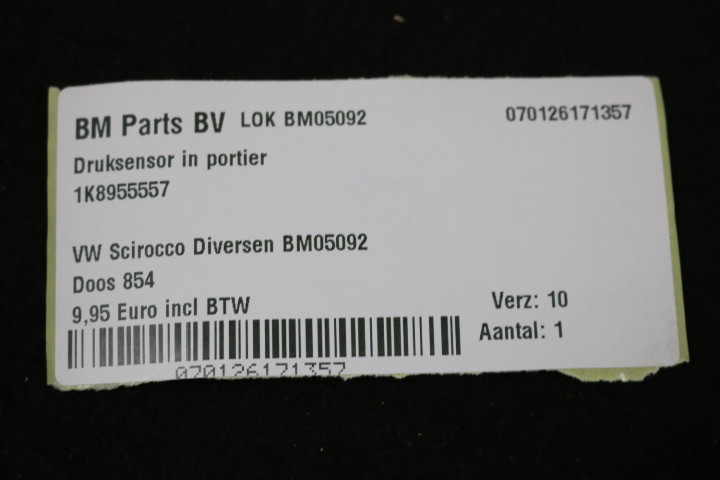 BM Parts BV LOK BM05092 070126171357
Druksensor in portier
1K8955557
VW Scirocco Diversen BM05092
Doos 854
9,95 Euro incl BTW Verz: 10
Aantal: 1
070126171357